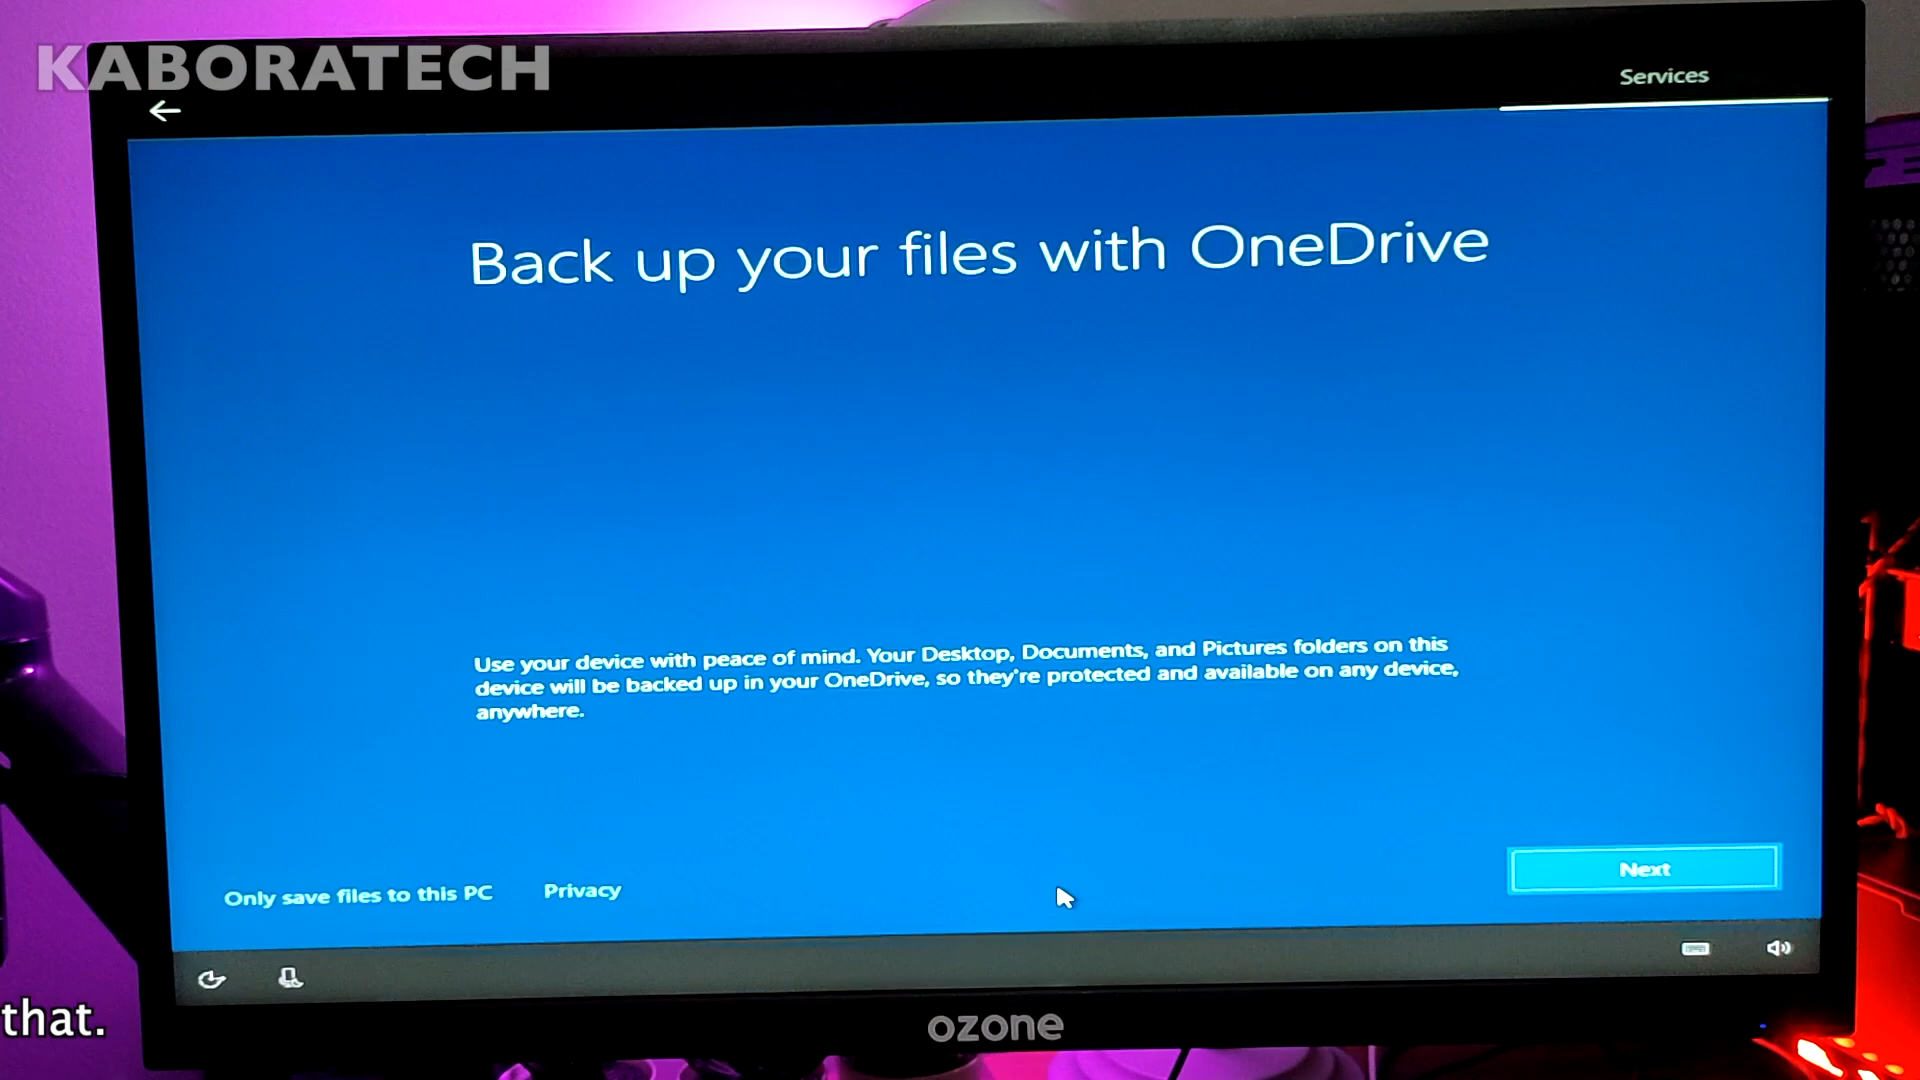 KABORATECH
Services
Back up your files with OneDrive
Use your device with peace of mind. Your Desktop, Documents, and Pictures folders on this
device will be backed up in your OneDrive, so they're protected and available on any device,
anywhere.
Only save files to this PC
Privacy
Next
that.
ozone